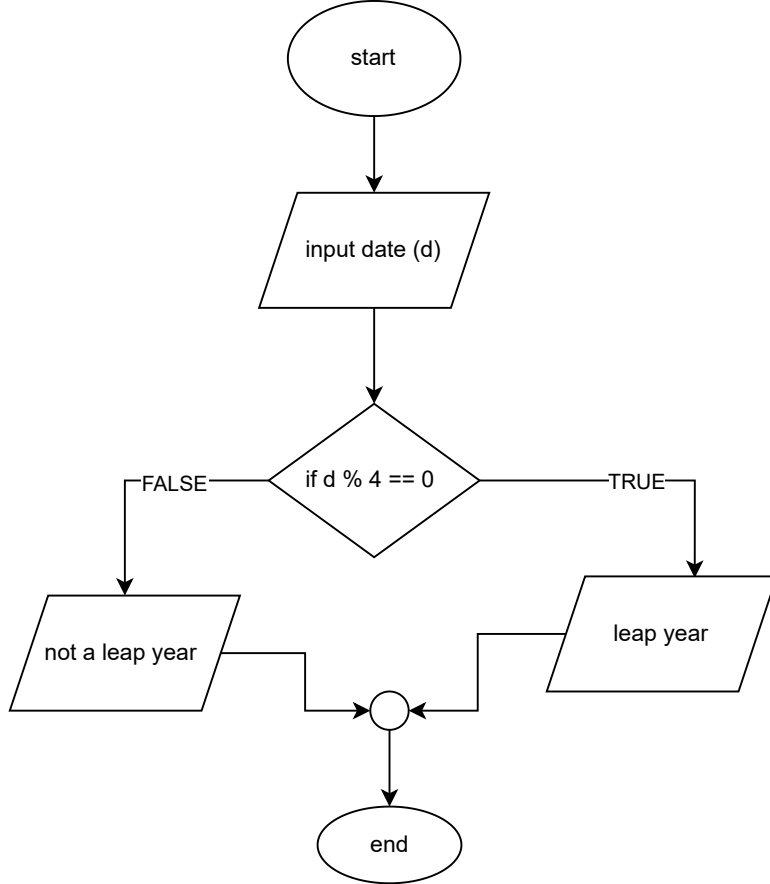 start
input date (d)
if d % 4 == 0
FALSE
TRUE
not a leap year
leap year
end